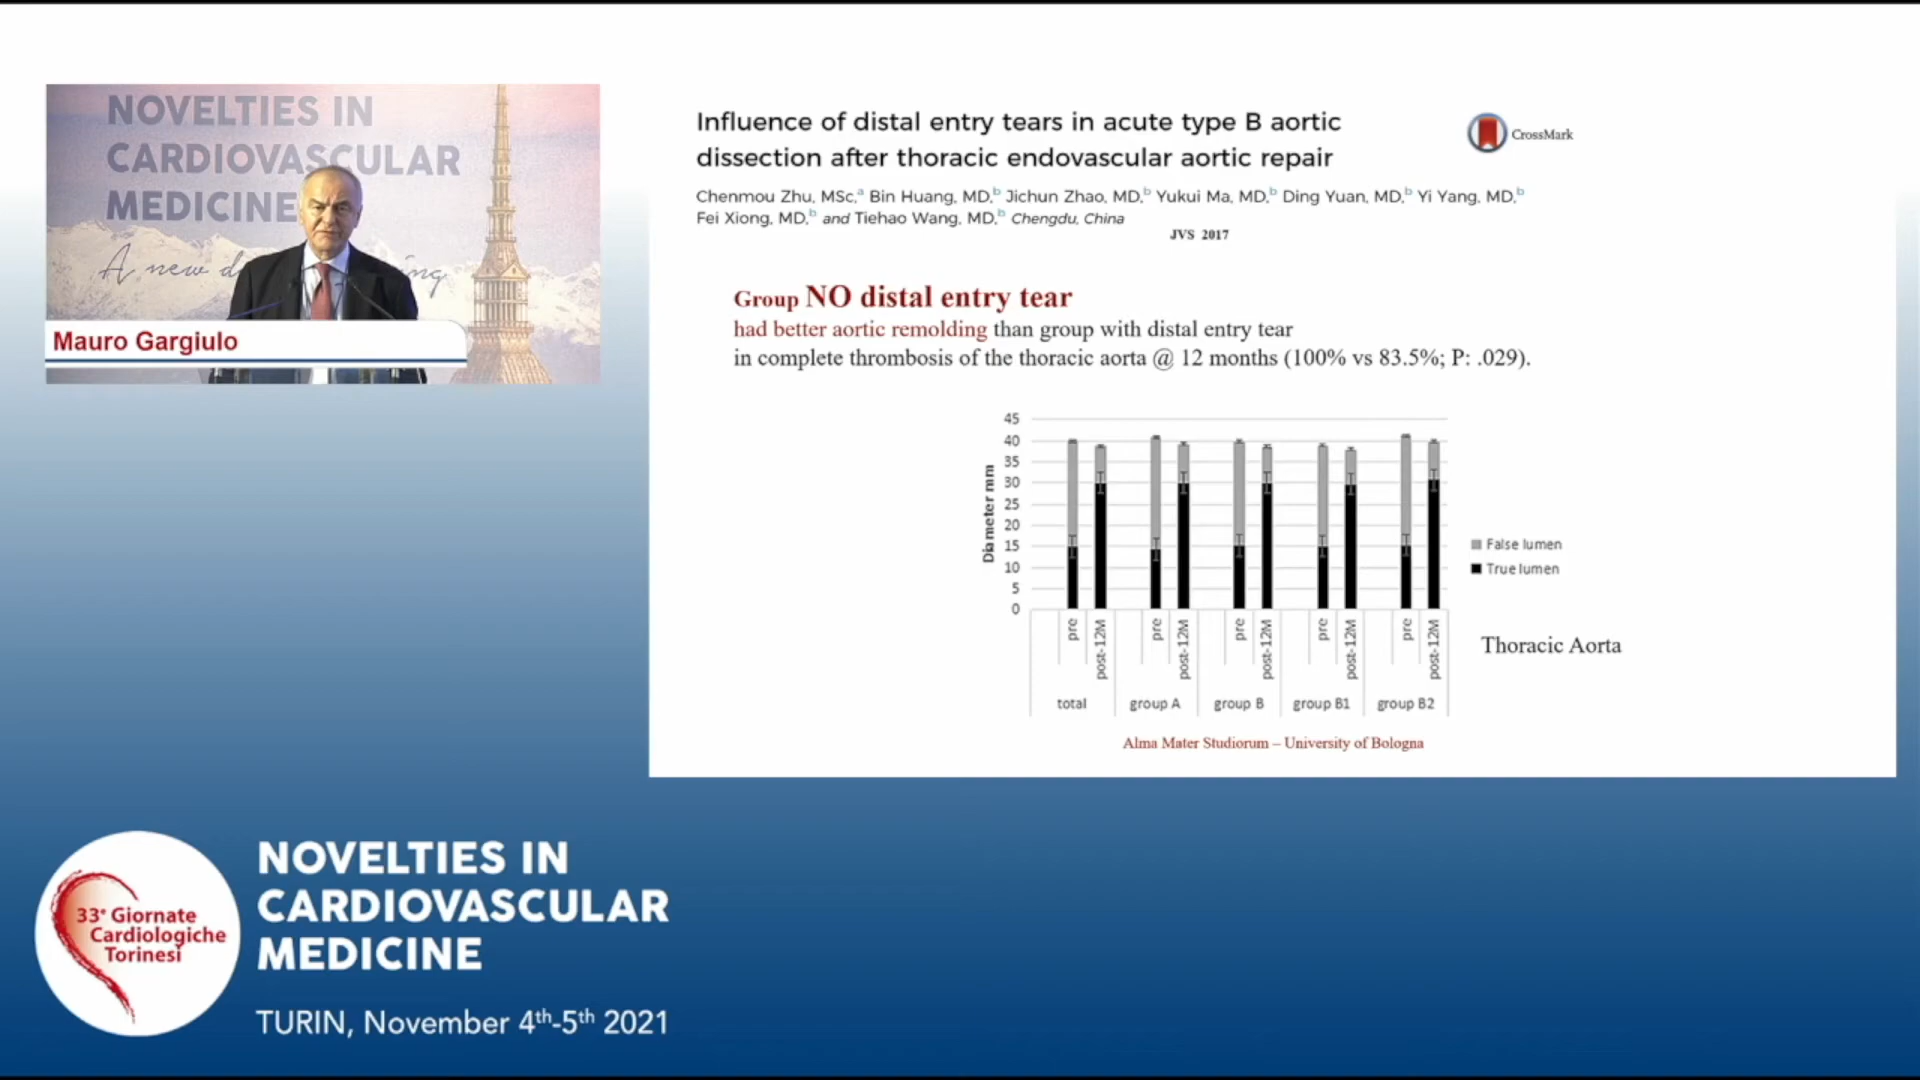 NOVELTIES IN
CARDIOVASCULAR
MEDICINE
A new
Mauro Gargiulo
Influence of distal entry tears in acute type B aortic
dissection after thoracic endovascular aortic repair
CrossMark
Chenmou Zhu, MSc,a Bin Huang, MD,b Jichun Zhao, MD,b Yukui Ma, MD,b Ding Yuan, MD,b Yi Yang, MD,b
Fei Xiong, MD,b and Tiehao Wang, MD,b Chengdu, China
JVS 2017
Group NO distal entry tear
had better aortic remolding than group with distal entry tear
in complete thrombosis of the thoracic aorta @ 12 months (100% vs 83.5%; P: .029).
Diameter mm
45
40
35
30
25
20
15
10
5
0
pre post-12M pre post-12M pre post-12M pre post-12M pre post-12M
total group A group B group B1 group B2
False lumen
True lumen
Thoracic Aorta
Alma Mater Studiorum – University of Bologna
33e Giornate
Cardiologiche
Torinesi
NOVELTIES IN
CARDIOVASCULAR
MEDICINE
TURIN, November 4th-5th 2021